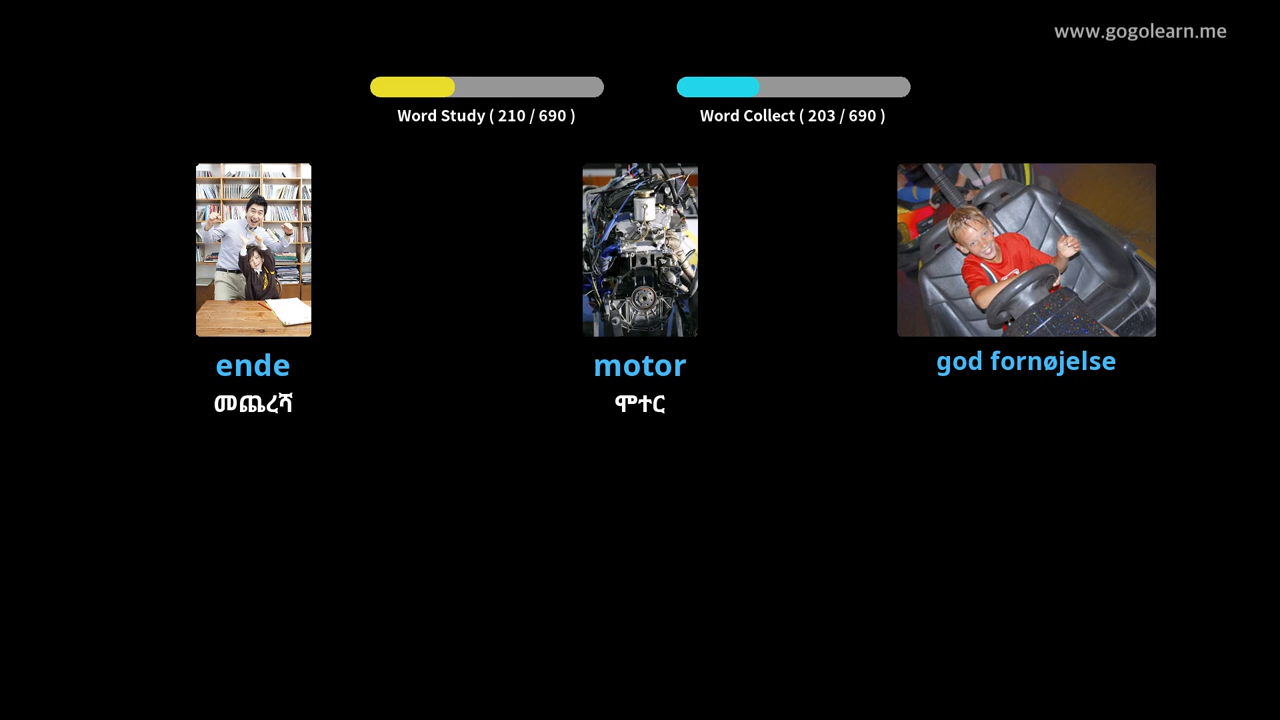 www.gogolearn.me
Word Study ( 210 / 690 )
Word Collect ( 203 / 690 )
ende
motor
god fornøjelse
መጨረሻ
ሞተር